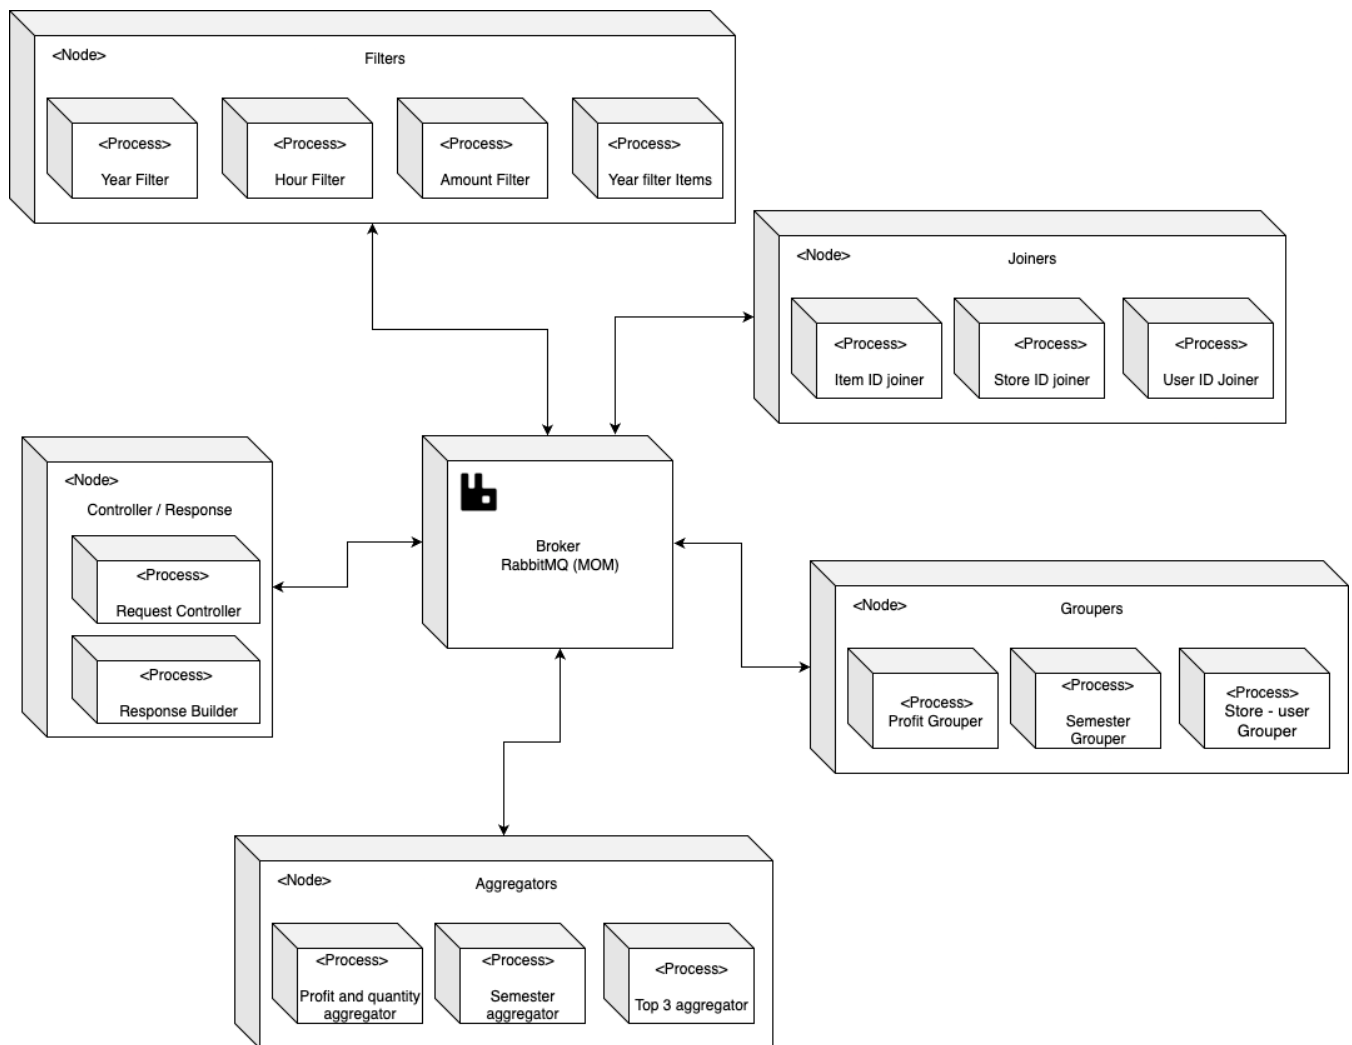 <Node>
Filters
<Process>
Year Filter
<Process>
Hour Filter
<Process>
Amount Filter
<Process>
Year filter Items
<Node>
Joiners
<Process>
Item ID joiner
<Process>
Store ID joiner
<Process>
User ID Joiner
<Node>
Controller / Response
<Process>
Request Controller
<Process>
Response Builder
Broker
RabbitMQ (MOM)
<Node>
Groupers
<Process>
Profit Grouper
<Process>
Semester
Grouper
<Process>
Store - user
Grouper
<Node>
Aggregators
<Process>
Profit and quantity
aggregator
<Process>
Semester
aggregator
<Process>
Top 3 aggregator